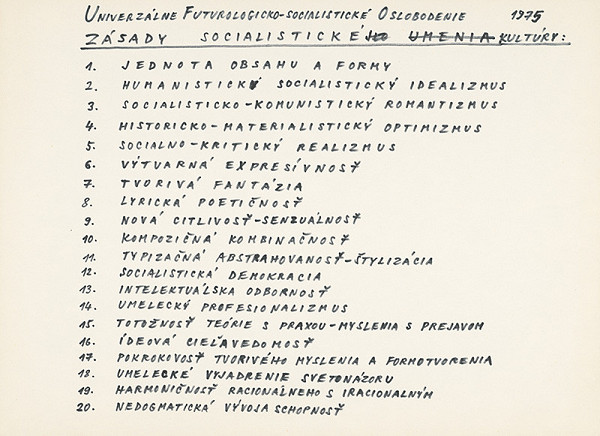 UNIVERZÁLNE FUTUROLOGICKO-SOCIALISTICKÉ OSLOBODENIE 1975
ZÁSADY SOCIALISTICKÉHO UMENIA KULTÚRY:
1. JEDNOTA OBSAHU A FORMY
2. HUMANISTICKÝ SOCIALISTICKÝ IDEALIZMUS
3. SOCIALISTICKO-KOMUNISTICKÝ ROMANTIZMUS
4. HISTORICKO-MATERIALISTICKÝ OPTIMIZMUS
5. SOCIALNO-KRITICKÝ REALIZMUS
6. VÝTVARNÁ EXPRESÍVNOSŤ
7. TVORIVÁ FANTÁZIA
8. LYRICKÁ POETIČNOSŤ
9. NOVÁ CITLIVOSŤ-SENZUÁLNOSŤ
10. KOMPOZIČNÁ KOMBINAČNOSŤ
11. TYPIZAČNÁ ABSTRAHOVANOSŤ-ŠTYLIZÁCIA
12. SOCIALISTICKÁ DEMOKRACIA
13. INTELEKTUÁLSKA ODBORNOSŤ
14. UMELECKÝ PROFESIONALIZMUS
15. TOTOŽNOSŤ TEÓRIE S PRAXOU-MYSLENIA S PREJAVOM
16. ÍDEOVÁ CIEĽAVEDOMOSŤ
17. POKROKOVOSŤ TVORIVÉHO MYSLENIA A FORMOTVORENIA
18. UMELECKÉ VYJADRENIE SVETONÁZORU
19. HARMONIČNOSŤ RACIONÁLNEHO S IRACIONALNÝM
20. NEDOGMATICKÁ VÝVOJA SCHOPNOSŤ